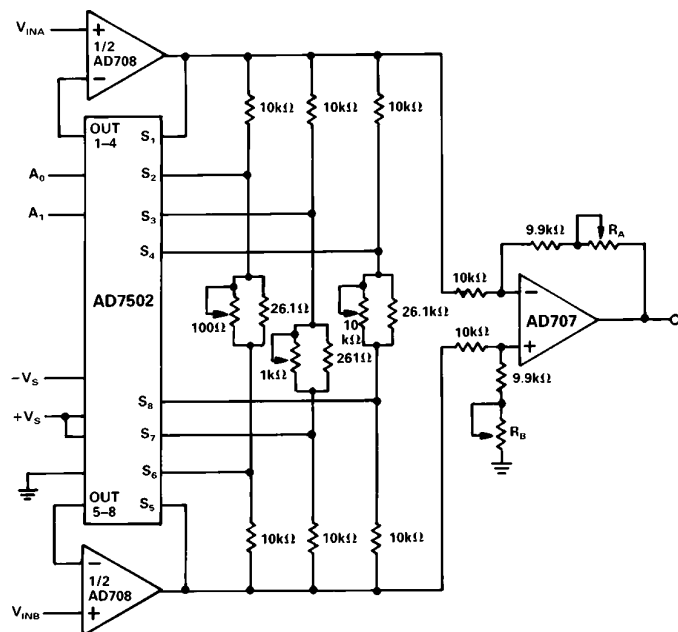 V_INA
+
1/2
AD708
−
OUT
1–4
S₁
A₀
S₂
A₁
S₃
S₄
AD7502
−V_S
+V_S
S₈
S₇
S₆
OUT
5–8
S₅
−
1/2
AD708
V_INB
+
10kΩ
10kΩ
10kΩ
100Ω
26.1Ω
1kΩ
261Ω
10
kΩ
26.1kΩ
10kΩ
10kΩ
10kΩ
9.9kΩ
R_A
10kΩ
−
AD707
10kΩ
+
9.9kΩ
R_B